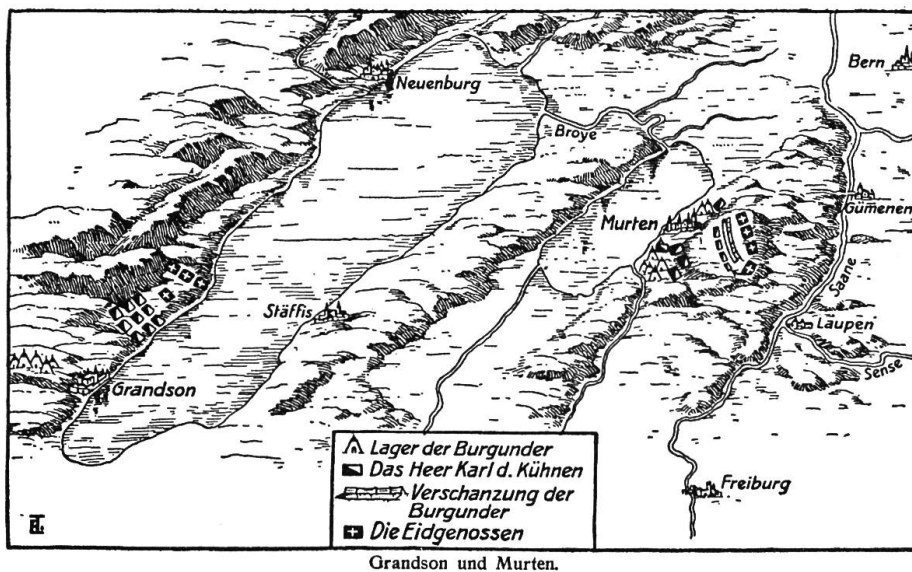 Bern
Neuenburg
Broye
Gümenen
Murten
Saane
Stäffis
Laupen
Sense
Grandson
Lager der Burgunder
Das Heer Karl d. Kühnen
Verschanzung der
Burgunder
Freiburg
Die Eidgenossen
Grandson und Murten.